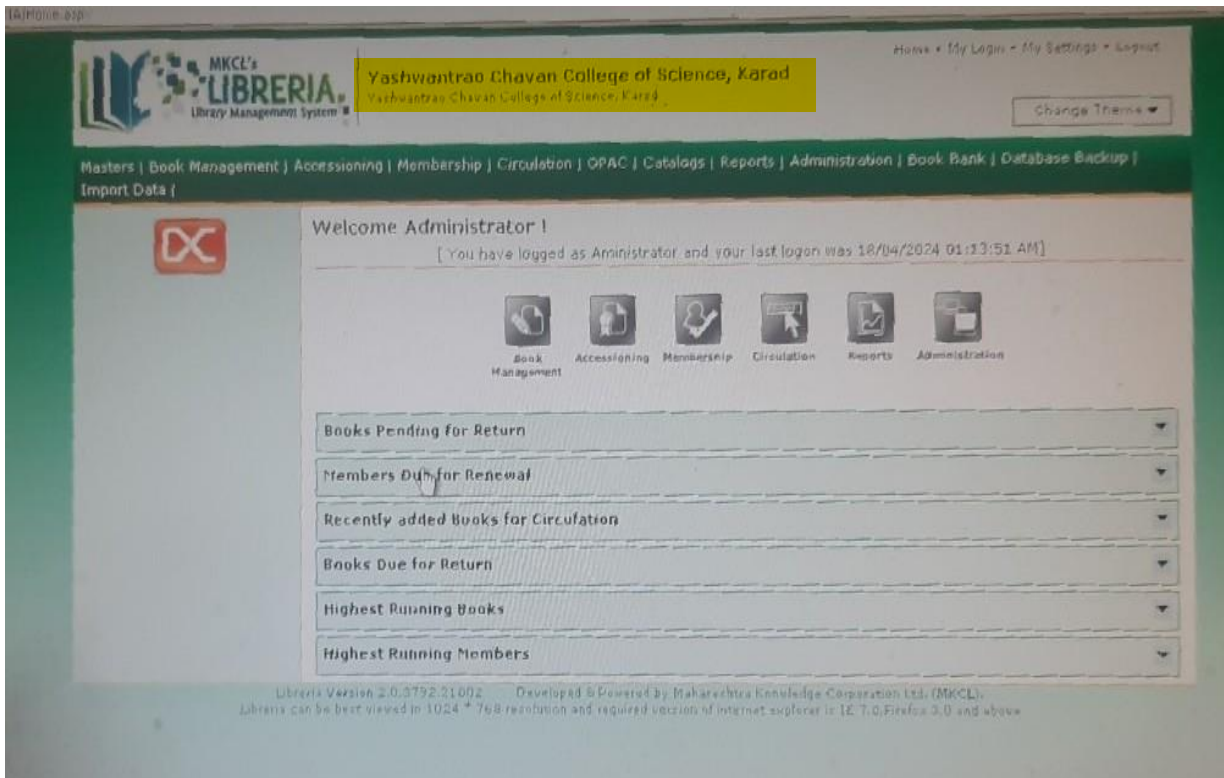 MKCL's
LIBRERIA.
Library Management System
Yashwantrao Chavan College of Science, Karad
Yashwantrao Chavan College of Science, Karad
Home • My Login • My Settings • Logout
Change Theme
Masters | Book Management | Accessioning | Membership | Circulation | OPAC | Catalogs | Reports | Administration | Book Bank | Database Backup |
Import Data |
Welcome Administrator !
[ You have logged as Aministrator and your last logon was 18/04/2024 01:13:51 AM]
Book
Management
Accessioning
Membership
Circulation
Reports
Administration
Books Pending for Return
Members Due for Renewal
Recently added Books for Circulation
Books Due for Return
Highest Running Books
Highest Running Members
Libreria Version 2.0.3792.21002 Developed & Powered by Maharashtra Knowledge Corporation Ltd. (MKCL).
Libreria can be best viewed in 1024 * 768 resolution and required version of internet explorer is IE 7.0,Firefox 3.0 and above